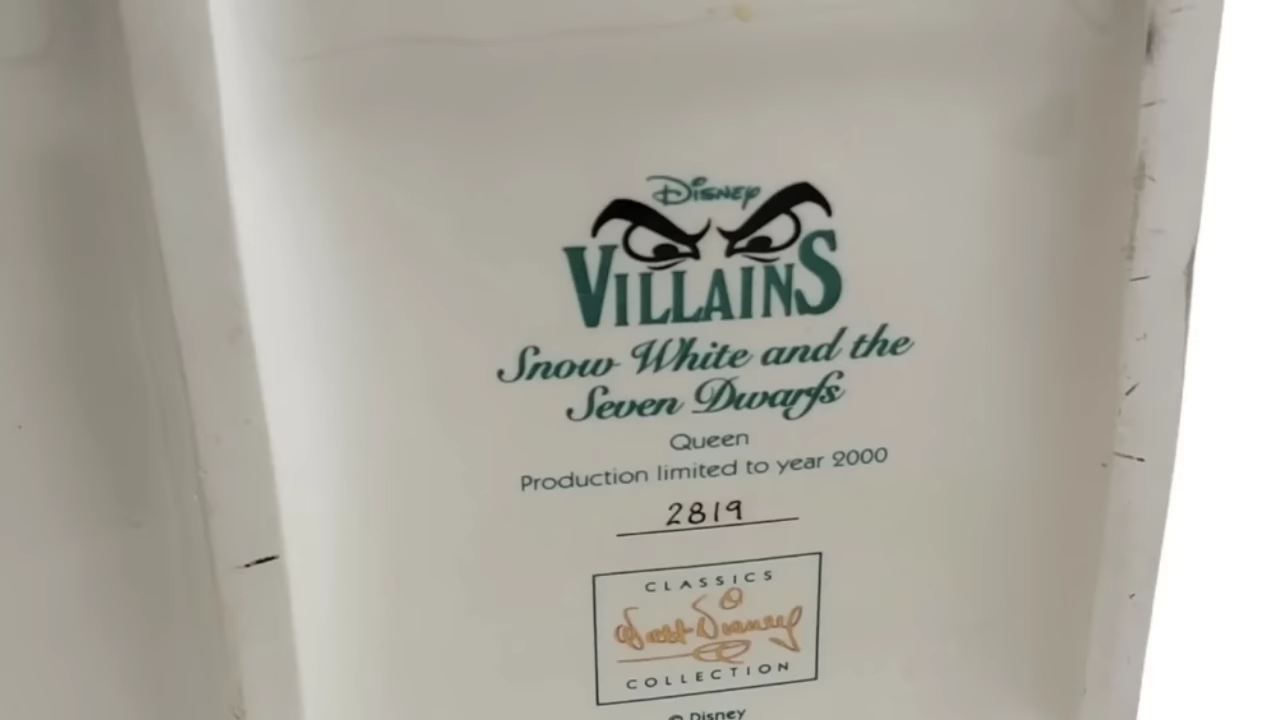 Disney
VILLAINS
Snow White and the
Seven Dwarfs
Queen
Production limited to year 2000
2819
CLASSICS
Walt Disney
COLLECTION
© Disney